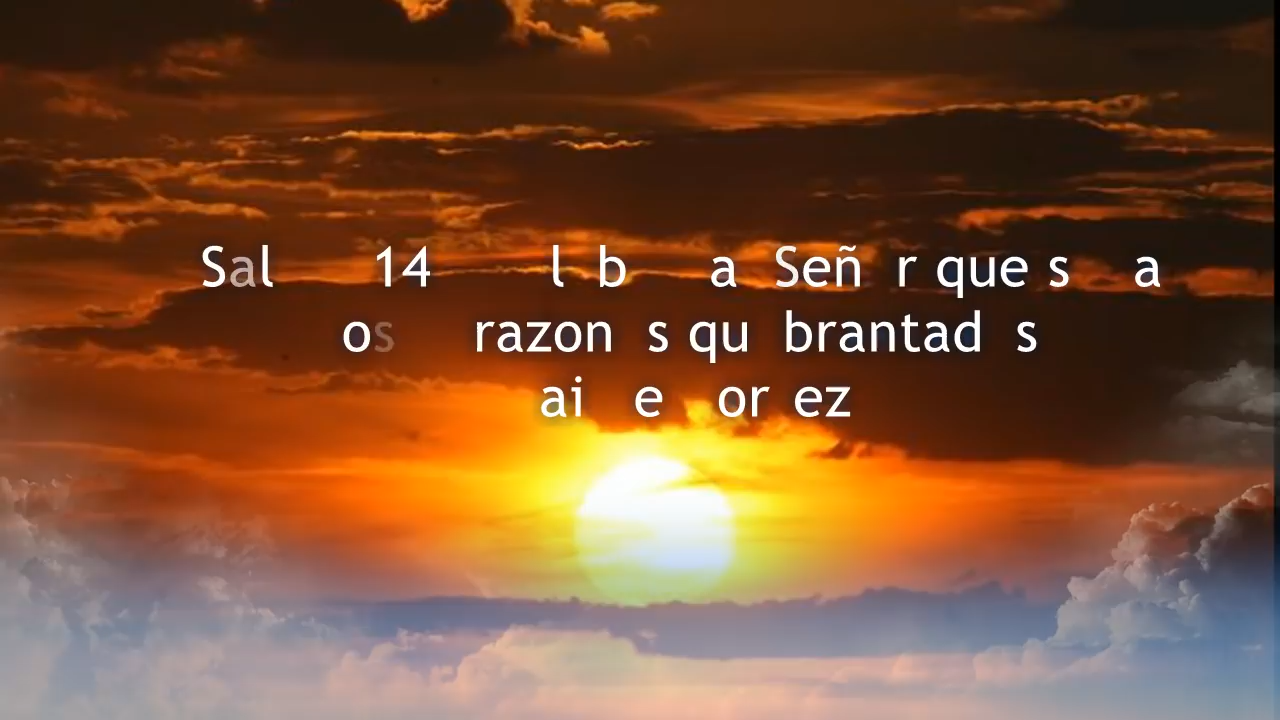 Sal 14 l b a Señ r que s a
os razon s qu brantad s
ai e or ez